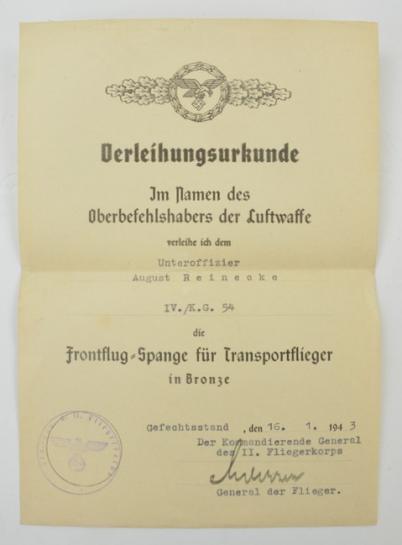 Verleihungsurkunde
Im Namen des
Oberbefehlshabers der Luftwaffe
verleihe ich dem
Unteroffizier
August Reinecke
IV./K.G. 54
die
Frontflug-Spange für Transportflieger
in Bronze
Gefechtsstand, den 16. 1. 1943
Der Kommandierende General
des II. Fliegerkorps
General der Flieger.